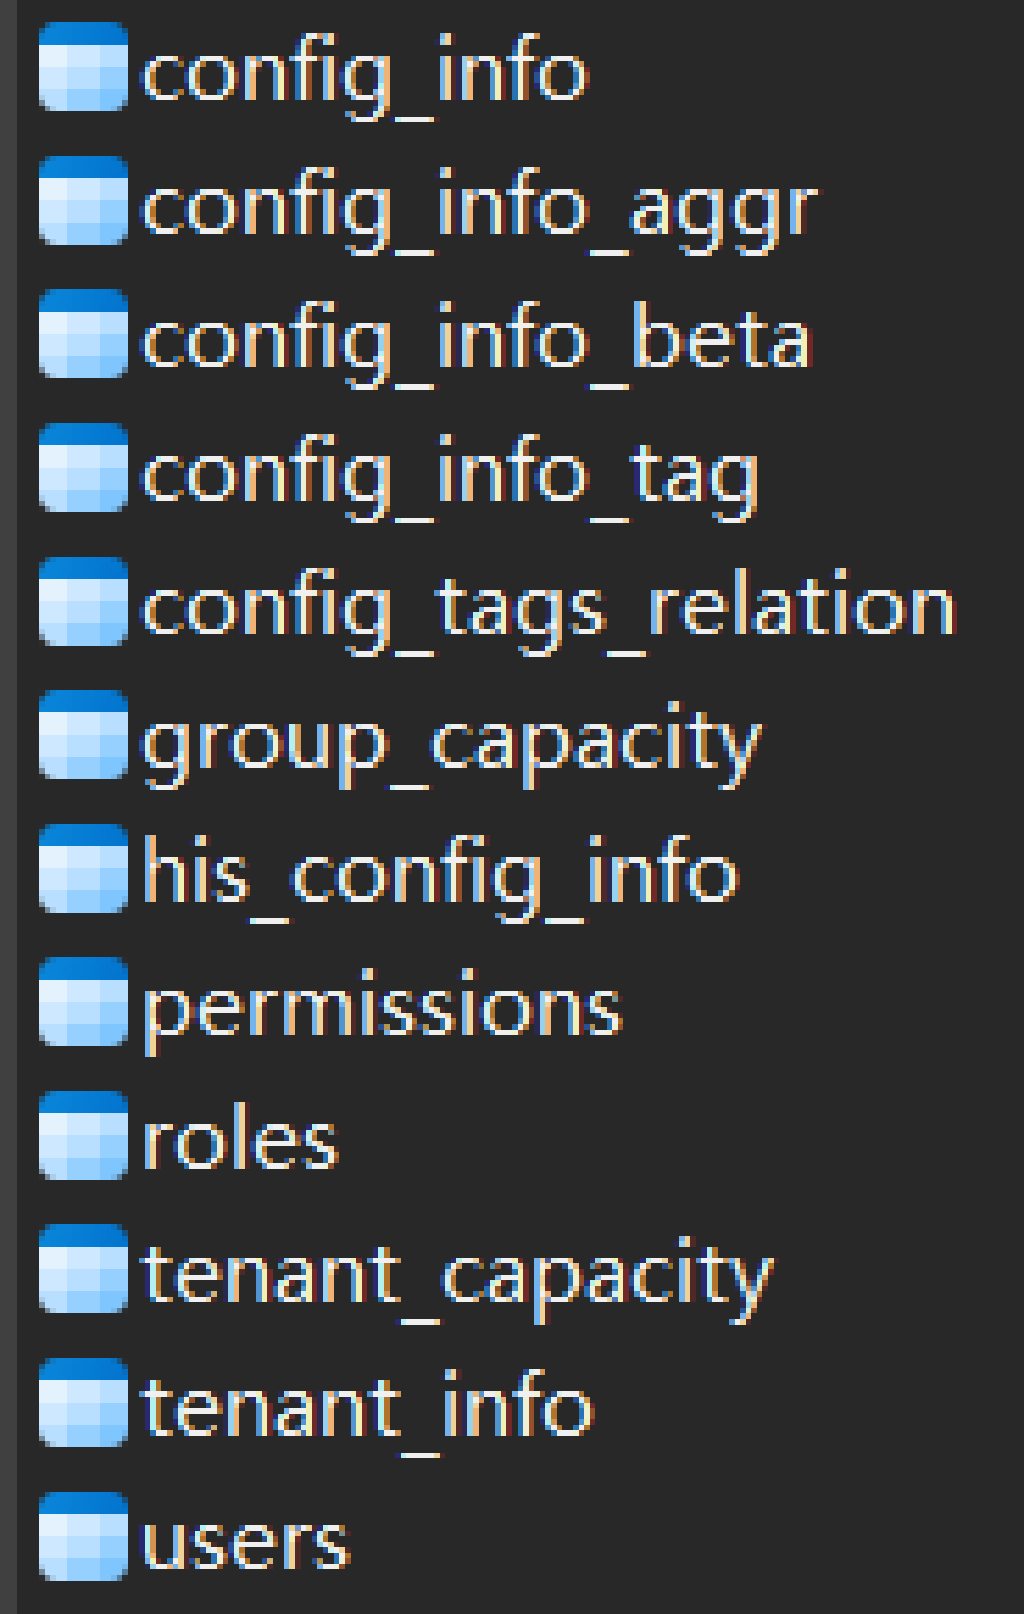 config_info
config_info_aggr
config_info_beta
config_info_tag
config_tags_relation
group_capacity
his_config_info
permissions
roles
tenant_capacity
tenant_info
users